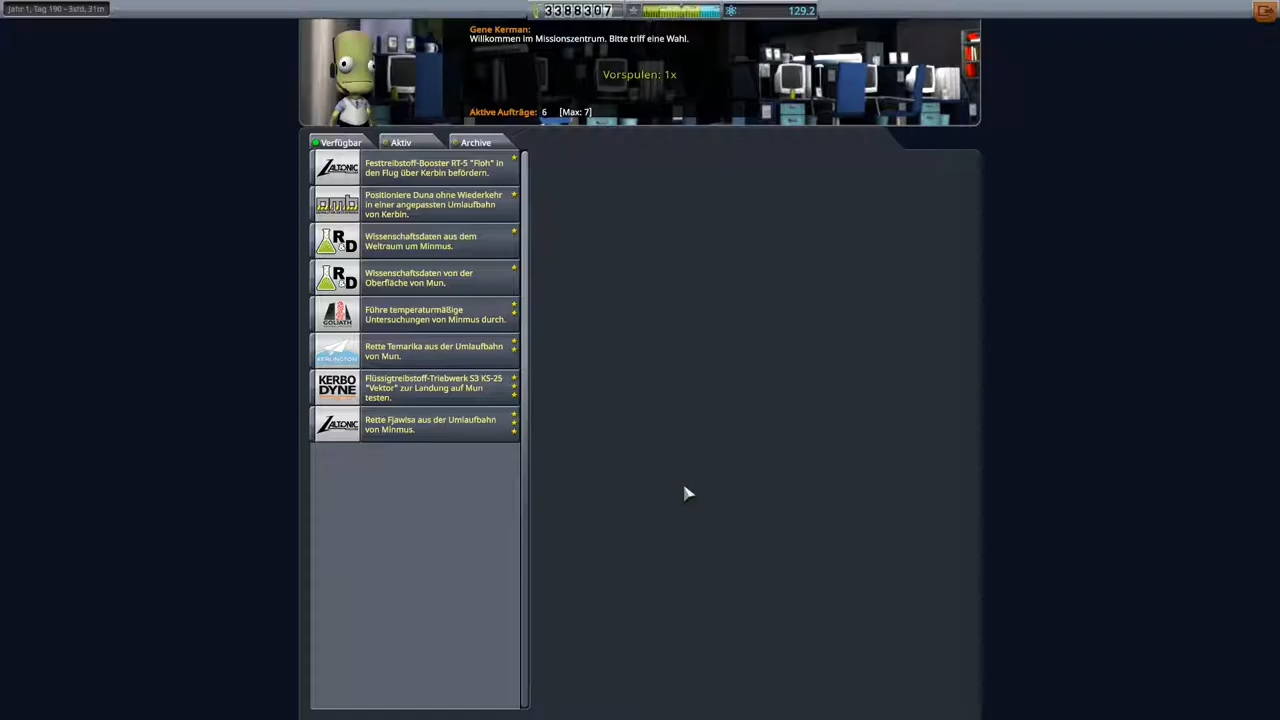 Jahr 1, Tag 190 - 3std, 31m
3388307
129.2
Gene Kerman:
Willkommen im Missionszentrum. Bitte triff eine Wahl.
Vorspulen: 1x
Aktive Aufträge: 6 [Max: 7]
Verfügbar
Aktiv
Archive
ZALTONIC
Festtreibstoff-Booster RT-5 "Floh" in
den Flug über Kerbin befördern.
Positioniere Duna ohne Wiederkehr
in einer angepassten Umlaufbahn
von Kerbin.
R&D
Wissenschaftsdaten aus dem
Weltraum um Minmus.
R&D
Wissenschaftsdaten von der
Oberfläche von Mun.
GOLIATH
Führe temperaturmäßige
Untersuchungen von Minmus durch.
KERLINGTON
Rette Temarika aus der Umlaufbahn
von Mun.
KERBO
DYNE
Flüssigtreibstoff-Triebwerk S3 KS-25
"Vektor" zur Landung auf Mun
testen.
ZALTONIC
Rette Fjawisa aus der Umlaufbahn
von Minmus.